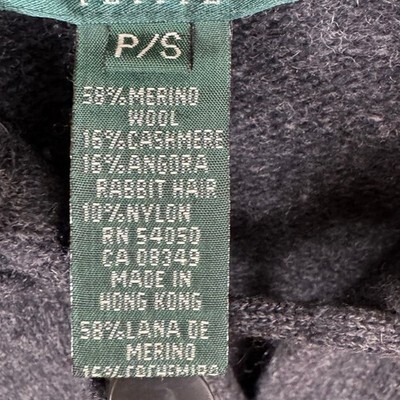 P/S
58% MERINO
WOOL
16% CASHMERE
16% ANGORA
RABBIT HAIR
10% NYLON
RN 54050
CA 08349
MADE IN
HONG KONG
58% LANA DE
MERINO